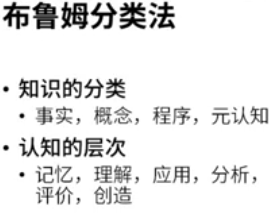 布鲁姆分类法
• 知识的分类
• 事实，概念，程序，元认知
• 认知的层次
• 记忆，理解，应用，分析，
评价，创造